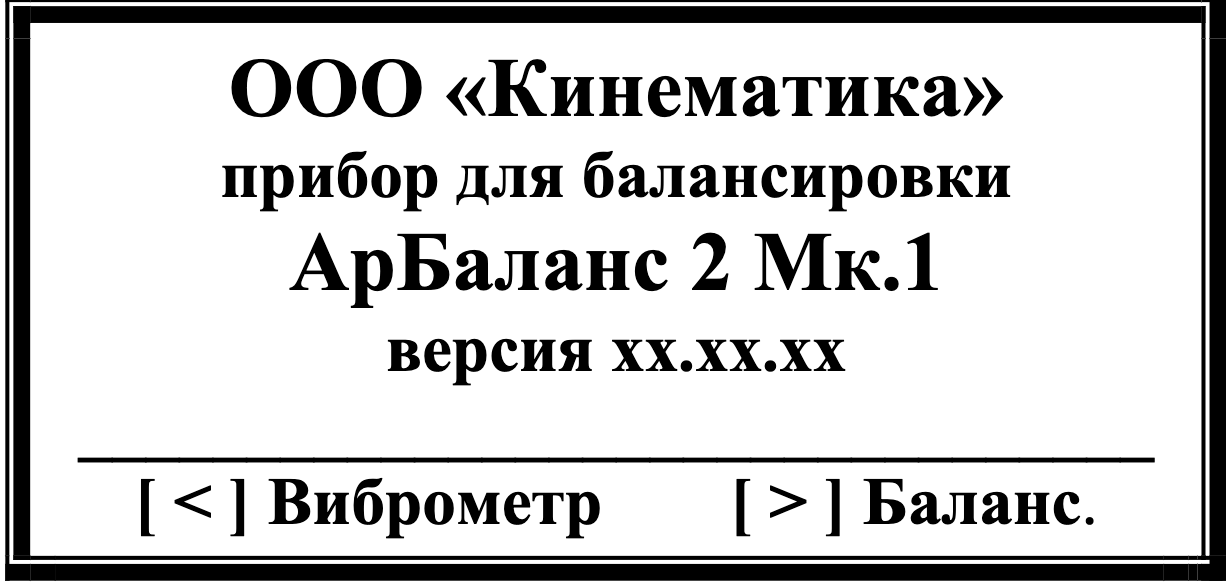 ООО «Кинематика»
прибор для балансировки
АрБаланс 2 Мк.1
версия xx.xx.xx
[ < ] Виброметр [ > ] Баланс.